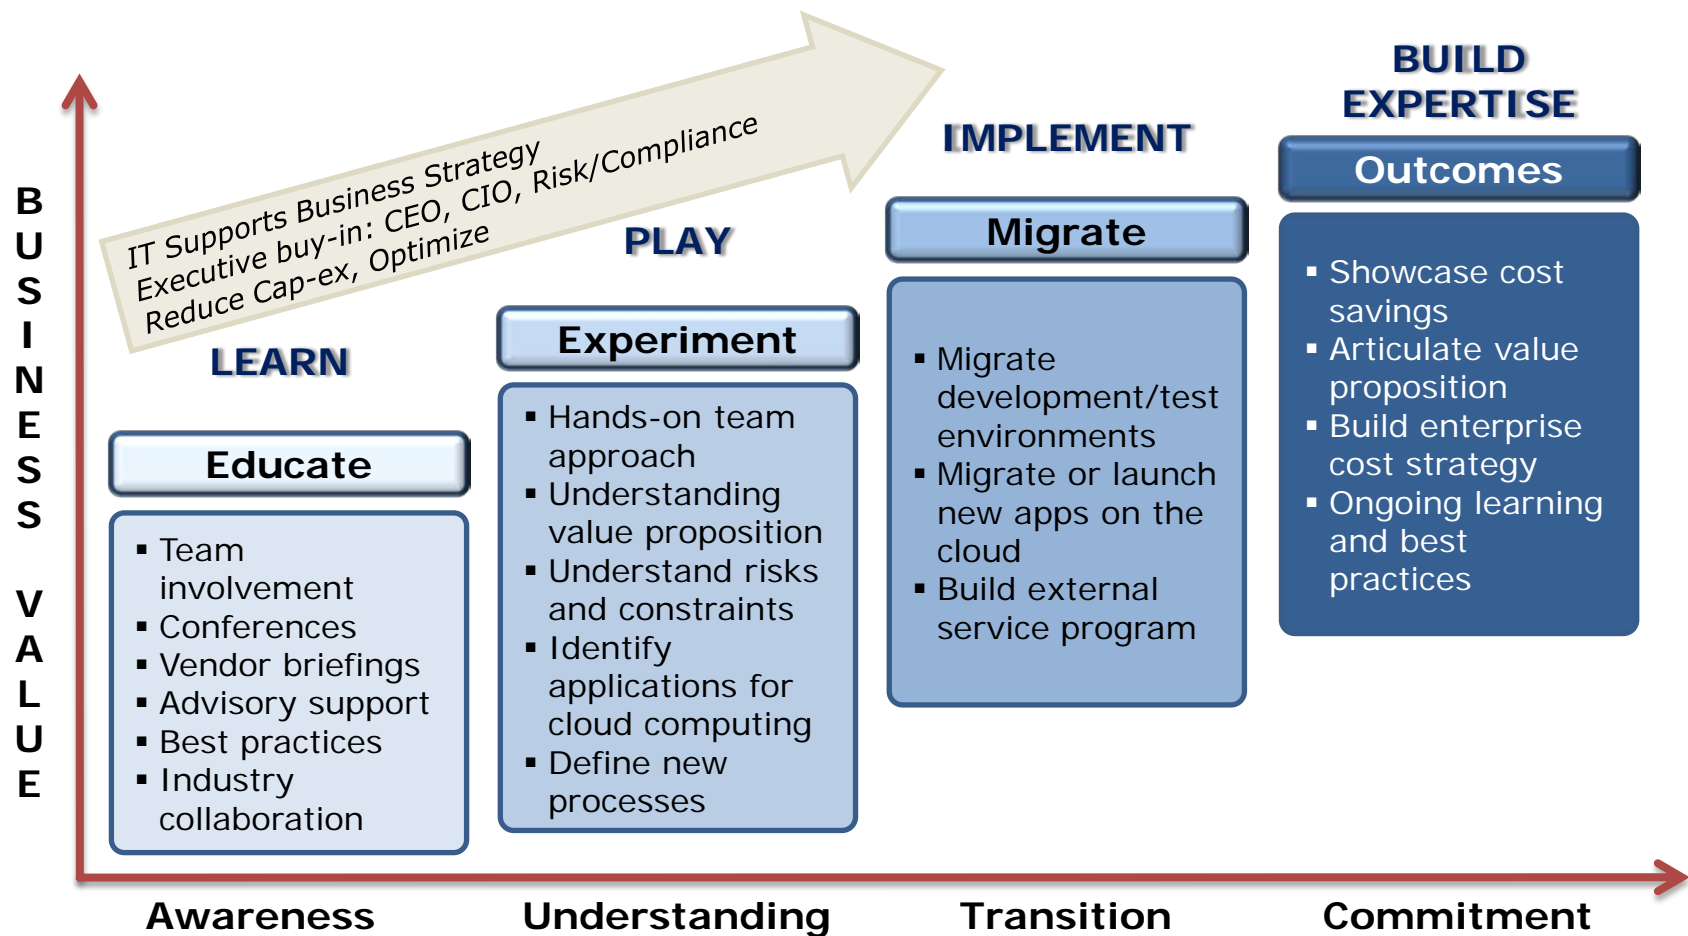 BUSINESS VALUE
IT Supports Business Strategy
Executive buy-in: CEO, CIO, Risk/Compliance
Reduce Cap-ex, Optimize
LEARN
Educate
▪ Team
involvement
▪ Conferences
▪ Vendor briefings
▪ Advisory support
▪ Best practices
▪ Industry
collaboration
PLAY
Experiment
▪ Hands-on team
approach
▪ Understanding
value proposition
▪ Understand risks
and constraints
▪ Identify
applications for
cloud computing
▪ Define new
processes
IMPLEMENT
Migrate
▪ Migrate
development/test
environments
▪ Migrate or launch
new apps on the
cloud
▪ Build external
service program
BUILD
EXPERTISE
Outcomes
▪ Showcase cost
savings
▪ Articulate value
proposition
▪ Build enterprise
cost strategy
▪ Ongoing learning
and best
practices
Awareness
Understanding
Transition
Commitment